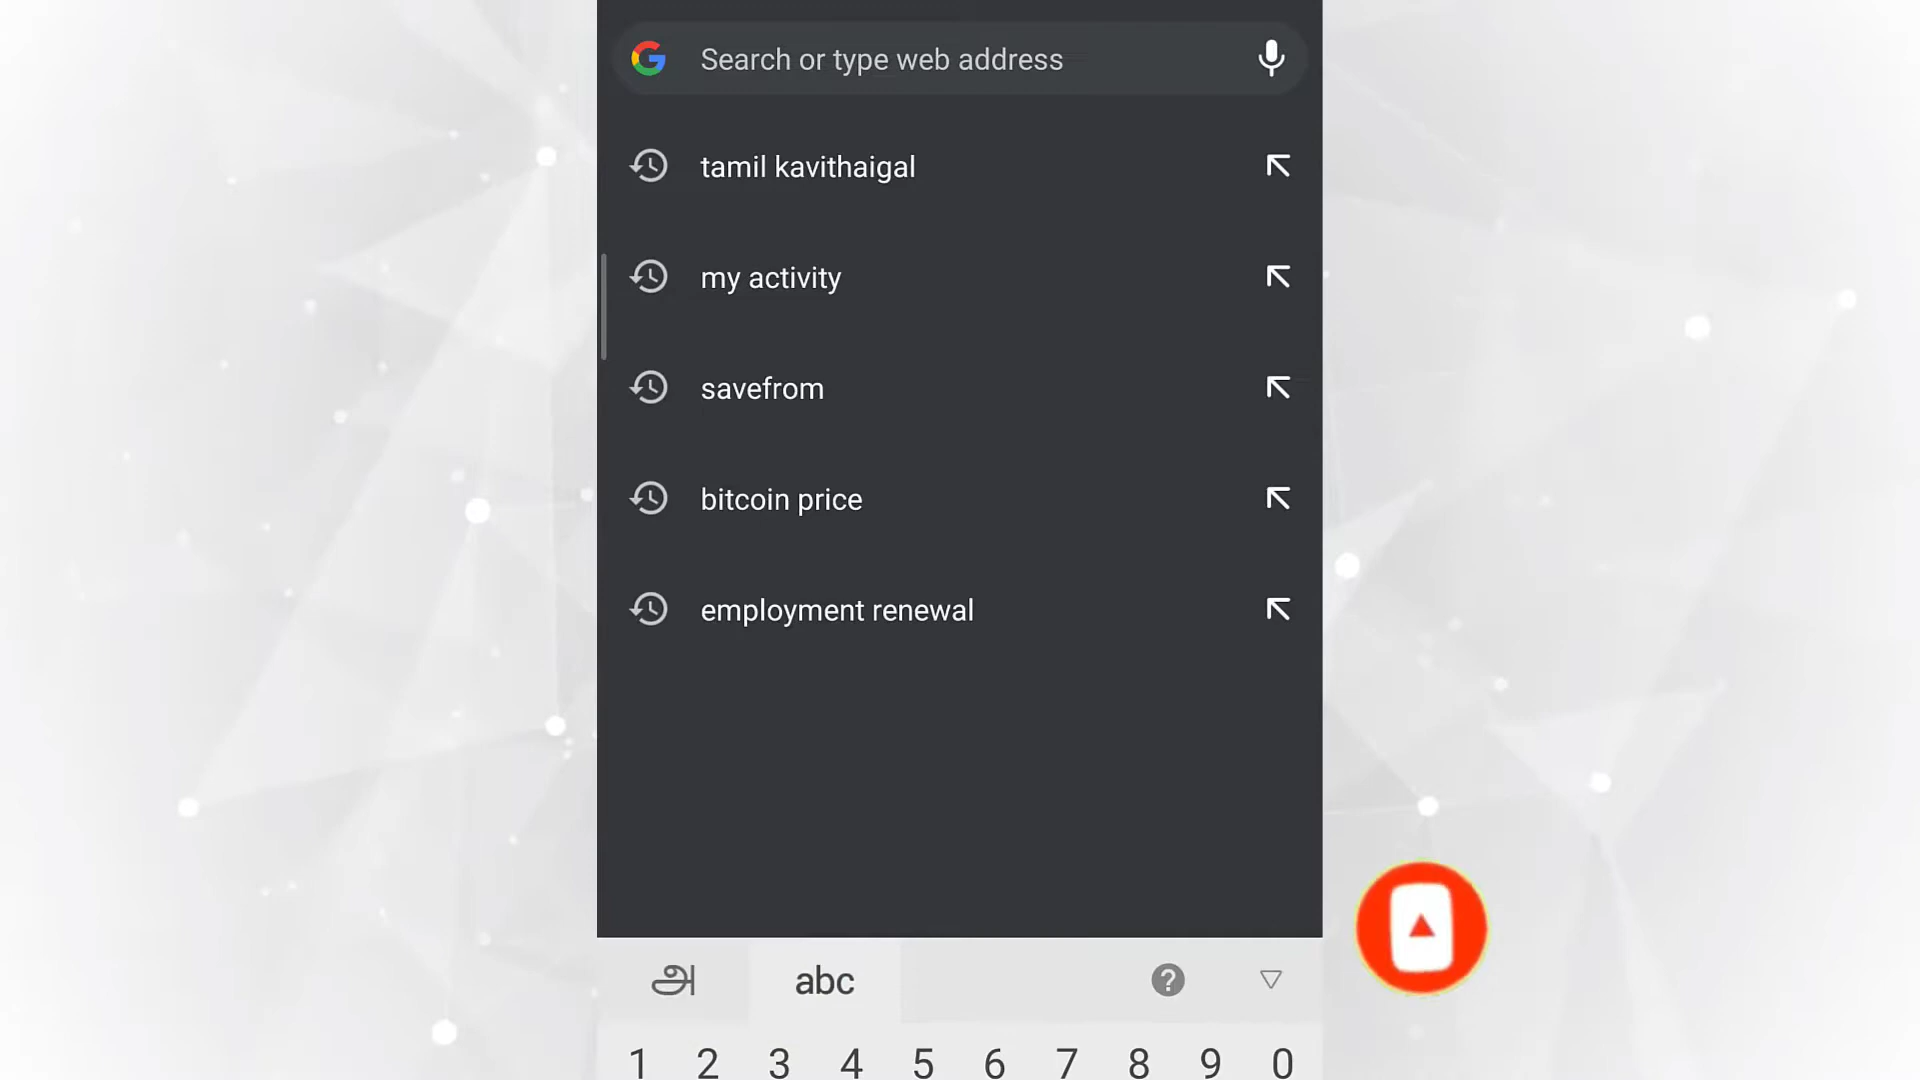 Search or type web address
tamil kavithaigal
my activity
savefrom
bitcoin price
employment renewal
அ abc ?
1 2 3 4 5 6 7 8 9 0